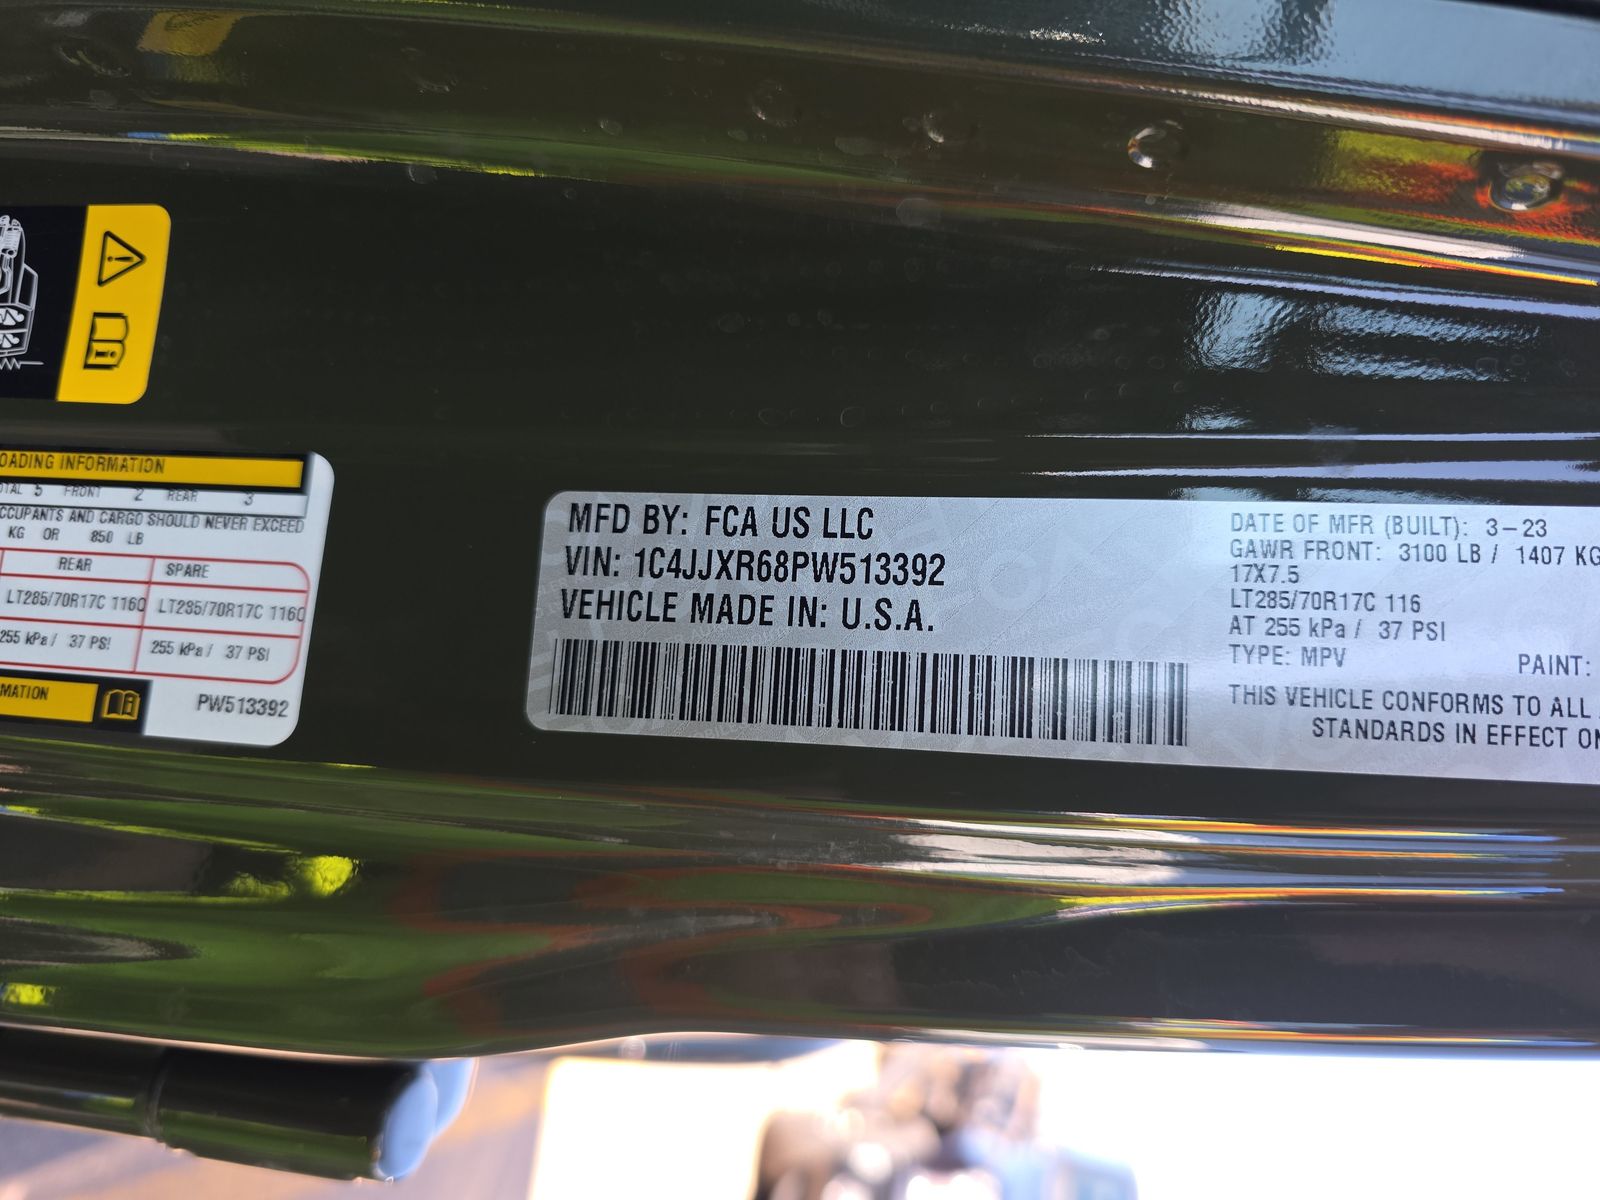 OADING INFORMATION
OTAL 5 FRONT 2 REAR 3
CCUPANTS AND CARGO SHOULD NEVER EXCEED
KG OR 850 LB
REAR SPARE
LT285/70R17C 116Q LT285/70R17C 116Q
255 kPa / 37 PSI 255 kPa / 37 PSI
MATION
PW513392
MFD BY: FCA US LLC
VIN: 1C4JJXR68PW513392
VEHICLE MADE IN: U.S.A.
DATE OF MFR (BUILT): 3-23
GAWR FRONT: 3100 LB / 1407 KG
17X7.5
LT285/70R17C 116
AT 255 kPa / 37 PSI
TYPE: MPV PAINT:
THIS VEHICLE CONFORMS TO ALL
STANDARDS IN EFFECT ON